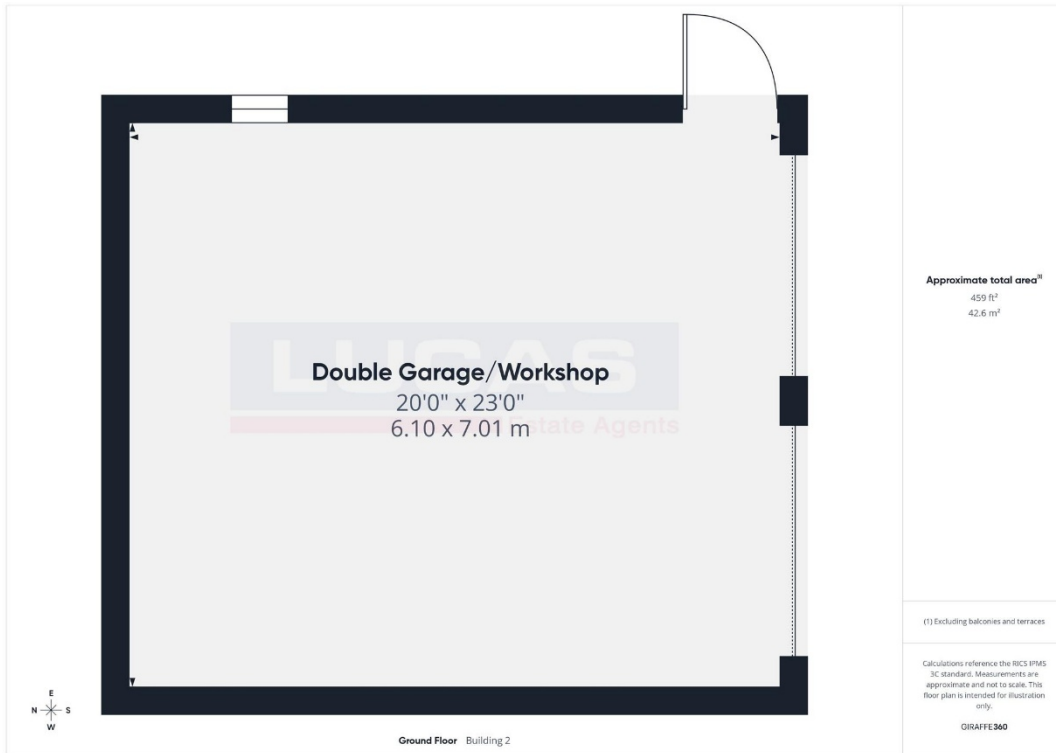 Approximate total area(1)
459 ft²
42.6 m²
LUCAS
Estate Agents
Double Garage/Workshop
20'0" x 23'0"
6.10 x 7.01 m
(1) Excluding balconies and terraces
Calculations reference the RICS IPMS
3C standard. Measurements are
approximate and not to scale. This
floor plan is intended for illustration
only.
GIRAFFE360
E
N S
W
Ground Floor Building 2